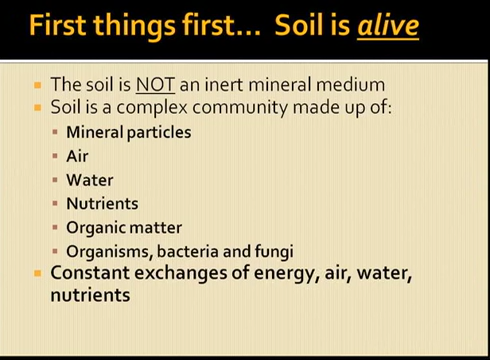 First things first... Soil is alive
The soil is NOT an inert mineral medium
Soil is a complex community made up of:
Mineral particles
Air
Water
Nutrients
Organic matter
Organisms, bacteria and fungi
Constant exchanges of energy, air, water,
nutrients